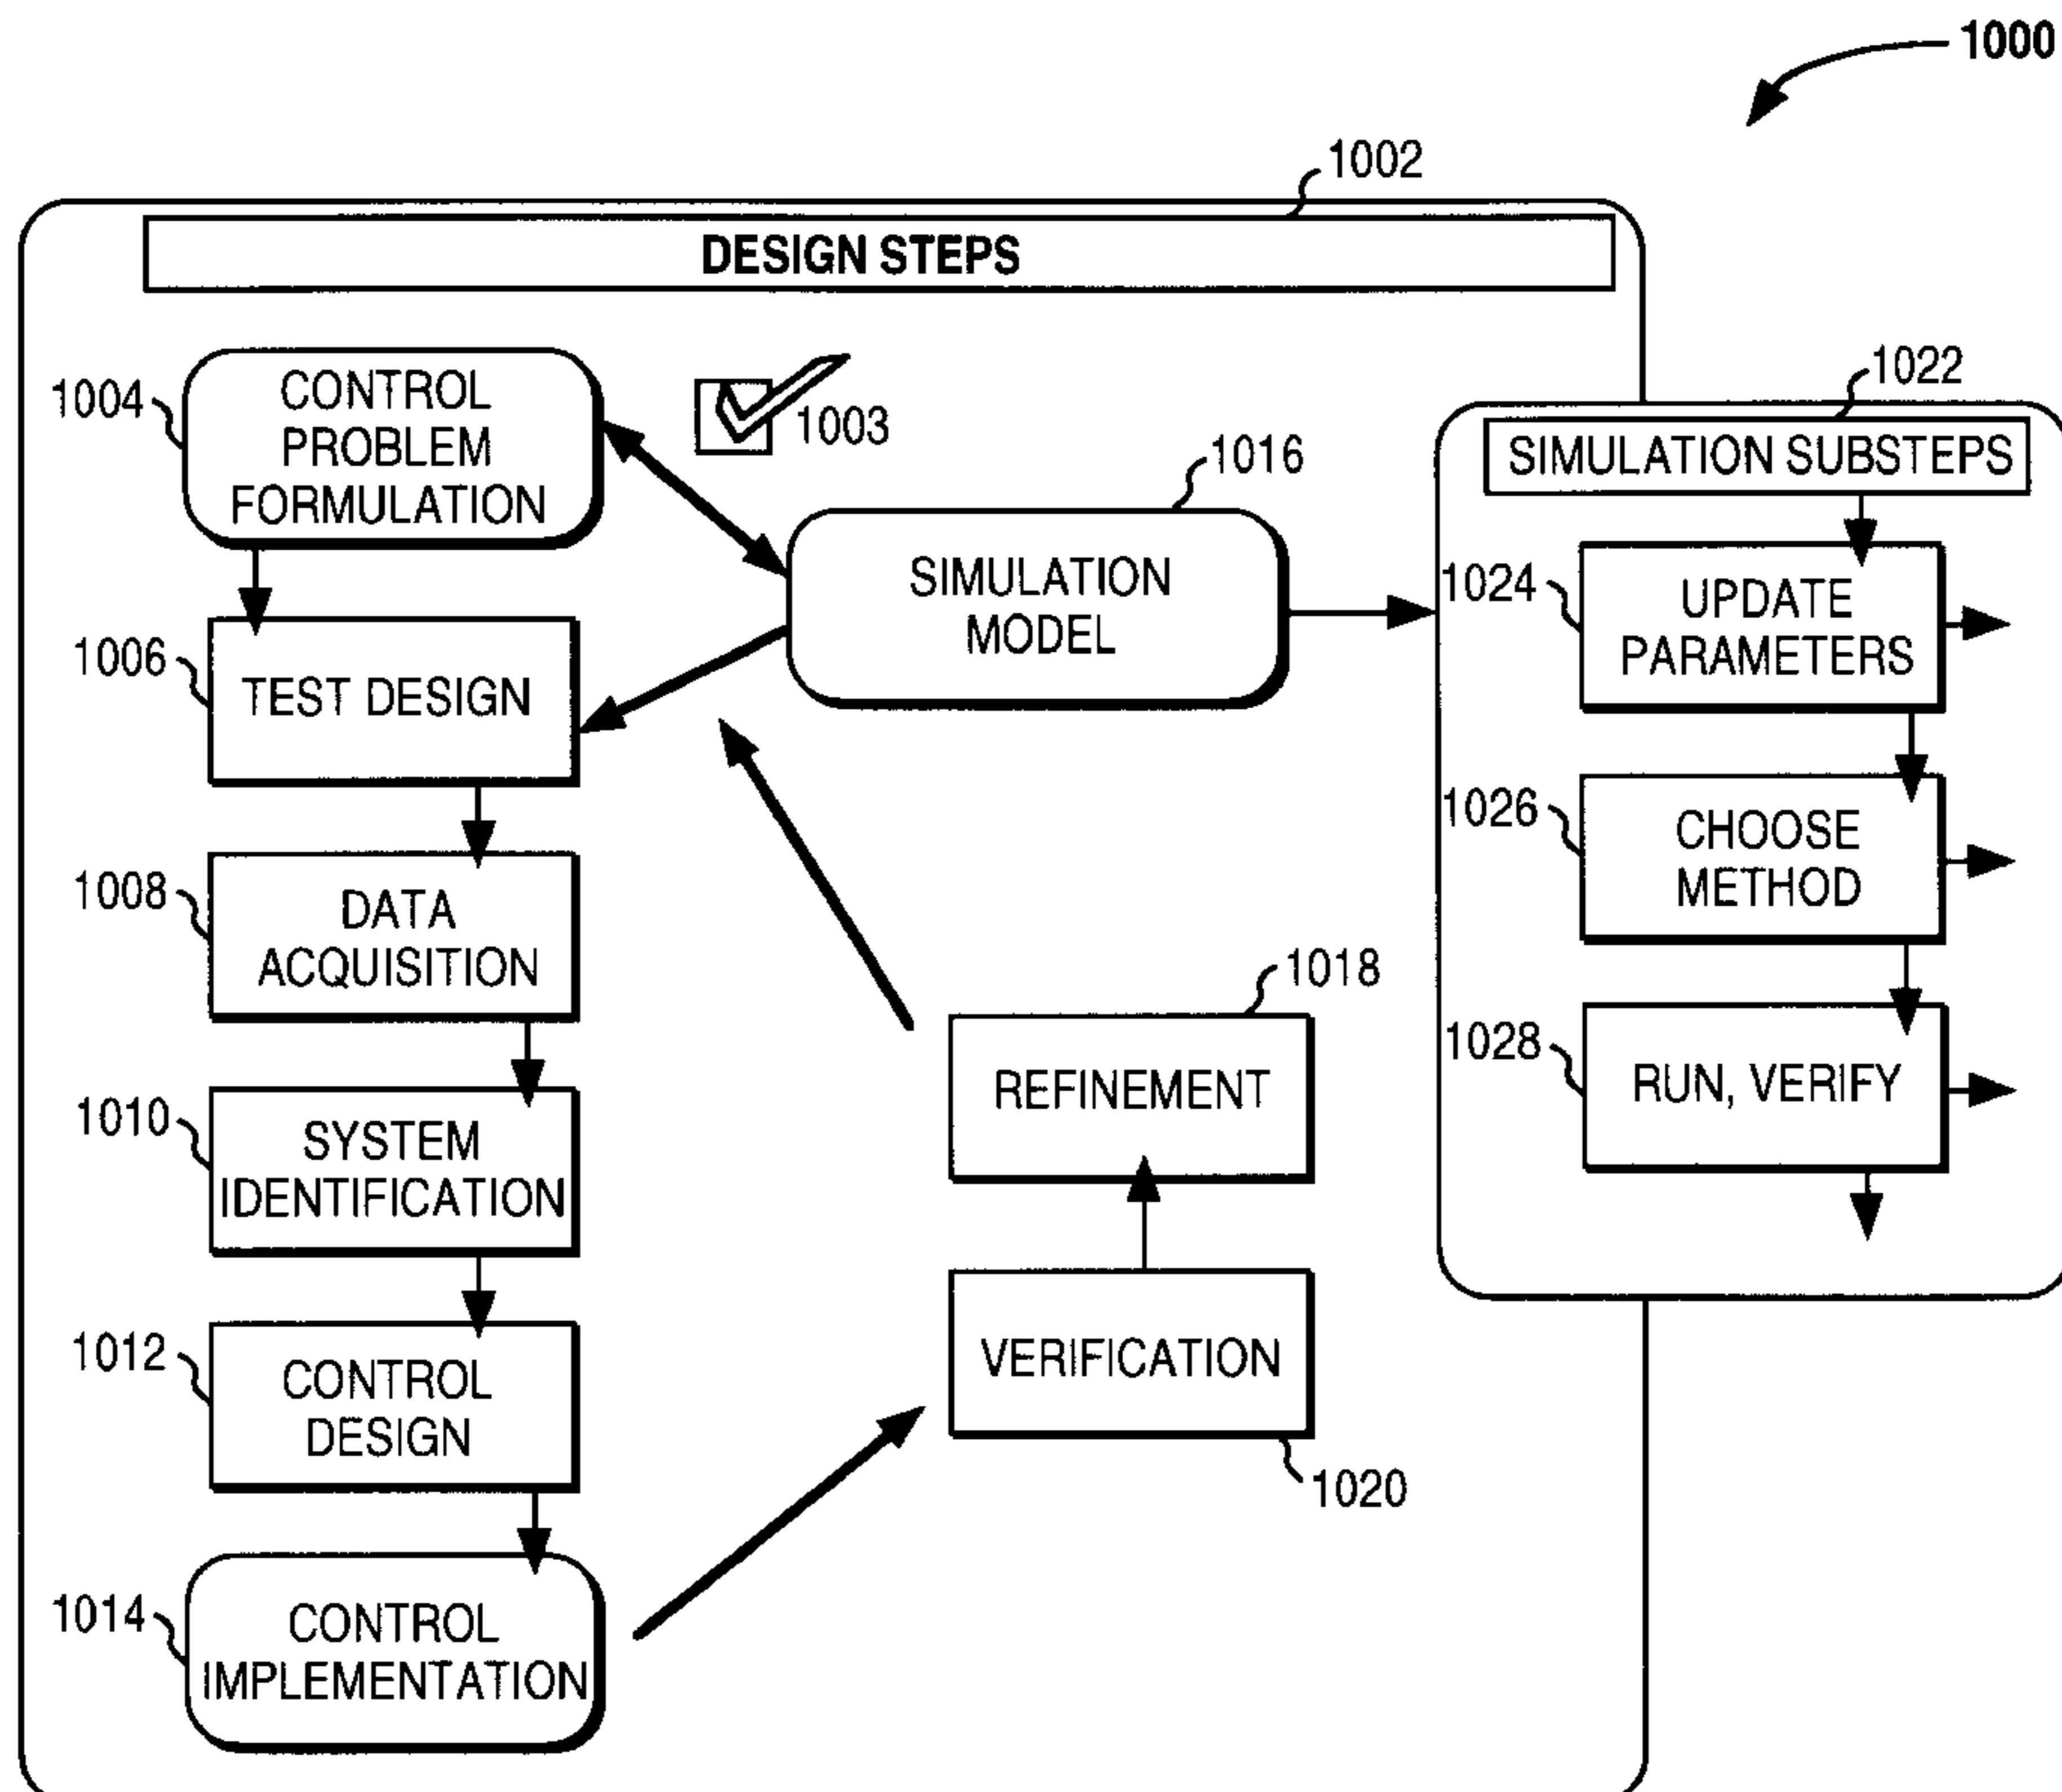 1000
1002
DESIGN STEPS
1004
CONTROL
PROBLEM
FORMULATION
1003
1016
SIMULATION
MODEL
1006
TEST DESIGN
1008
DATA
ACQUISITION
1010
SYSTEM
IDENTIFICATION
1012
CONTROL
DESIGN
1014
CONTROL
IMPLEMENTATION
1018
REFINEMENT
VERIFICATION
1020
1022
SIMULATION SUBSTEPS
1024
UPDATE
PARAMETERS
1026
CHOOSE
METHOD
1028
RUN, VERIFY